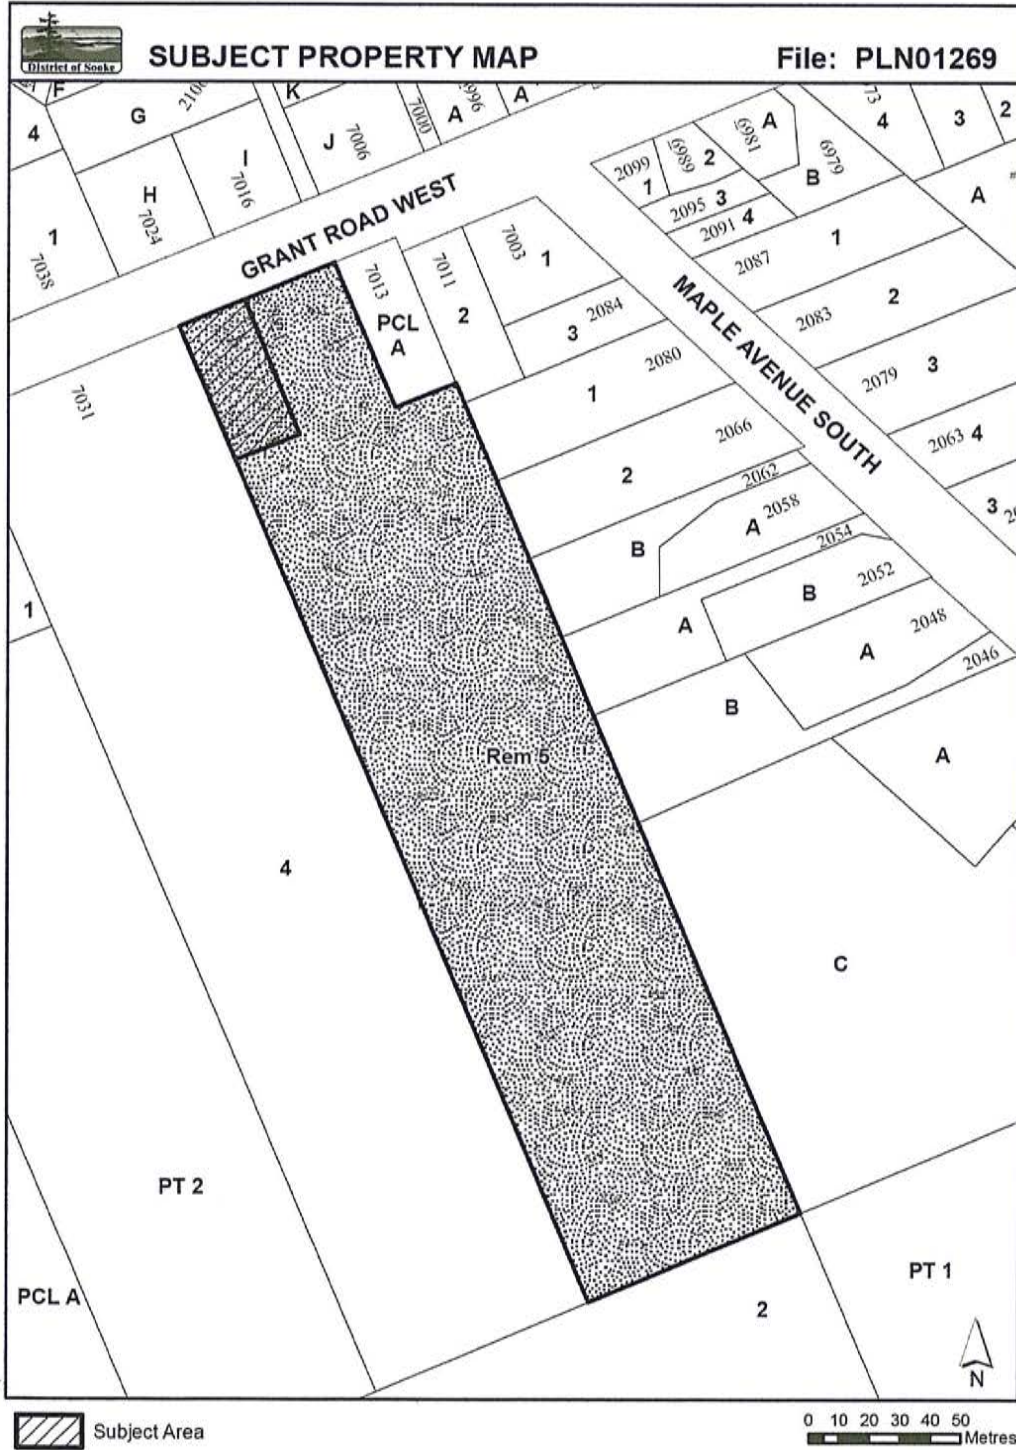 District of Sooke
SUBJECT PROPERTY MAP
File: PLN01269
F
K
A
G
7000
A
J
7006
4
I
7016
H
7024
1
7038
73
4
3
2
A
6981
6979
B
2099
1
6989
2
2095 3
2091 4
A
GRANT ROAD WEST
7003
1
7011
2
7013
PCL
A
3
2084
1
2087
2
2083
3
2079
2063 4
3
MAPLE AVENUE SOUTH
1
2080
2
2066
2062
B
A
2058
2054
A
B
2052
A
2048
2046
B
A
7031
1
Rem 5
4
C
PT 2
PCL A
PT 1
2
N
Subject Area
0 10 20 30 40 50
Metres